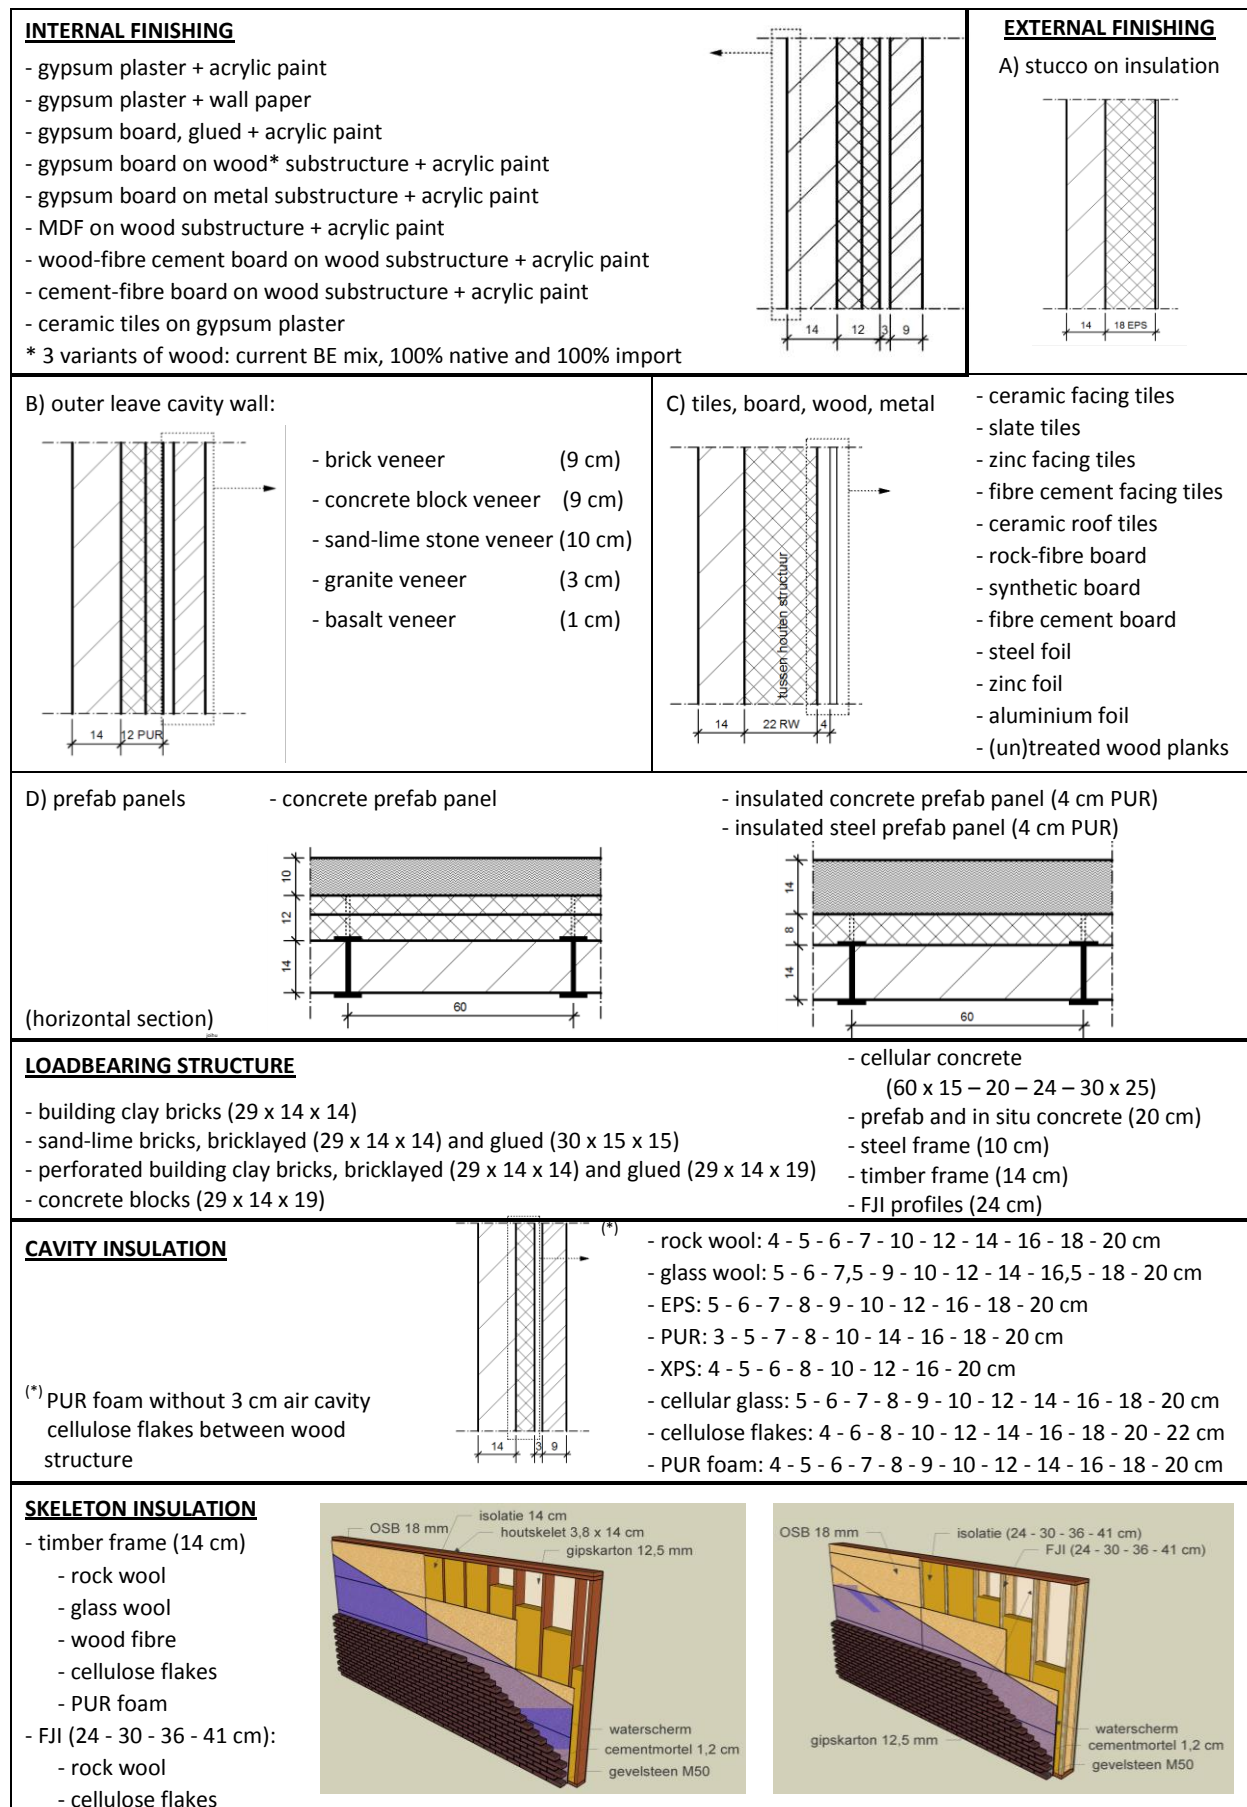 INTERNAL FINISHING
- gypsum plaster + acrylic paint
- gypsum plaster + wall paper
- gypsum board, glued + acrylic paint
- gypsum board on wood* substructure + acrylic paint
- gypsum board on metal substructure + acrylic paint
- MDF on wood substructure + acrylic paint
- wood-fibre cement board on wood substructure + acrylic paint
- cement-fibre board on wood substructure + acrylic paint
- ceramic tiles on gypsum plaster
* 3 variants of wood: current BE mix, 100% native and 100% import
14 12 3 9
EXTERNAL FINISHING
A) stucco on insulation
14 18 EPS
B) outer leave cavity wall:
14 12 PUR
- brick veneer (9 cm)
- concrete block veneer (9 cm)
- sand-lime stone veneer (10 cm)
- granite veneer (3 cm)
- basalt veneer (1 cm)
C) tiles, board, wood, metal
tussen houten structuur
14 22 RW 4
- ceramic facing tiles
- slate tiles
- zinc facing tiles
- fibre cement facing tiles
- ceramic roof tiles
- rock-fibre board
- synthetic board
- fibre cement board
- steel foil
- zinc foil
- aluminium foil
- (un)treated wood planks
D) prefab panels
- concrete prefab panel
10
12
14
60
(horizontal section)
- insulated concrete prefab panel (4 cm PUR)
- insulated steel prefab panel (4 cm PUR)
14
8
14
60
LOADBEARING STRUCTURE
- building clay bricks (29 x 14 x 14)
- sand-lime bricks, bricklayed (29 x 14 x 14) and glued (30 x 15 x 15)
- perforated building clay bricks, bricklayed (29 x 14 x 14) and glued (29 x 14 x 19)
- concrete blocks (29 x 14 x 19)
- cellular concrete
(60 x 15 – 20 – 24 – 30 x 25)
- prefab and in situ concrete (20 cm)
- steel frame (10 cm)
- timber frame (14 cm)
- FJI profiles (24 cm)
CAVITY INSULATION
(*) PUR foam without 3 cm air cavity
cellulose flakes between wood
structure
(*)
14 3 9
- rock wool: 4 - 5 - 6 - 7 - 10 - 12 - 14 - 16 - 18 - 20 cm
- glass wool: 5 - 6 - 7,5 - 9 - 10 - 12 - 14 - 16,5 - 18 - 20 cm
- EPS: 5 - 6 - 7 - 8 - 9 - 10 - 12 - 16 - 18 - 20 cm
- PUR: 3 - 5 - 7 - 8 - 10 - 14 - 16 - 18 - 20 cm
- XPS: 4 - 5 - 6 - 8 - 10 - 12 - 16 - 20 cm
- cellular glass: 5 - 6 - 7 - 8 - 9 - 10 - 12 - 14 - 16 - 18 - 20 cm
- cellulose flakes: 4 - 6 - 8 - 10 - 12 - 14 - 16 - 18 - 20 - 22 cm
- PUR foam: 4 - 5 - 6 - 7 - 8 - 9 - 10 - 12 - 14 - 16 - 18 - 20 cm
SKELETON INSULATION
- timber frame (14 cm)
- rock wool
- glass wool
- wood fibre
- cellulose flakes
- PUR foam
- FJI (24 - 30 - 36 - 41 cm):
- rock wool
- cellulose flakes
isolatie 14 cm
OSB 18 mm
houtskelet 3,8 x 14 cm
gipskarton 12,5 mm
waterscherm
cementmortel 1,2 cm
gevelsteen M50
OSB 18 mm
isolatie (24 - 30 - 36 - 41 cm)
FJI (24 - 30 - 36 - 41 cm)
waterscherm
gipskarton 12,5 mm
cementmortel 1,2 cm
gevelsteen M50